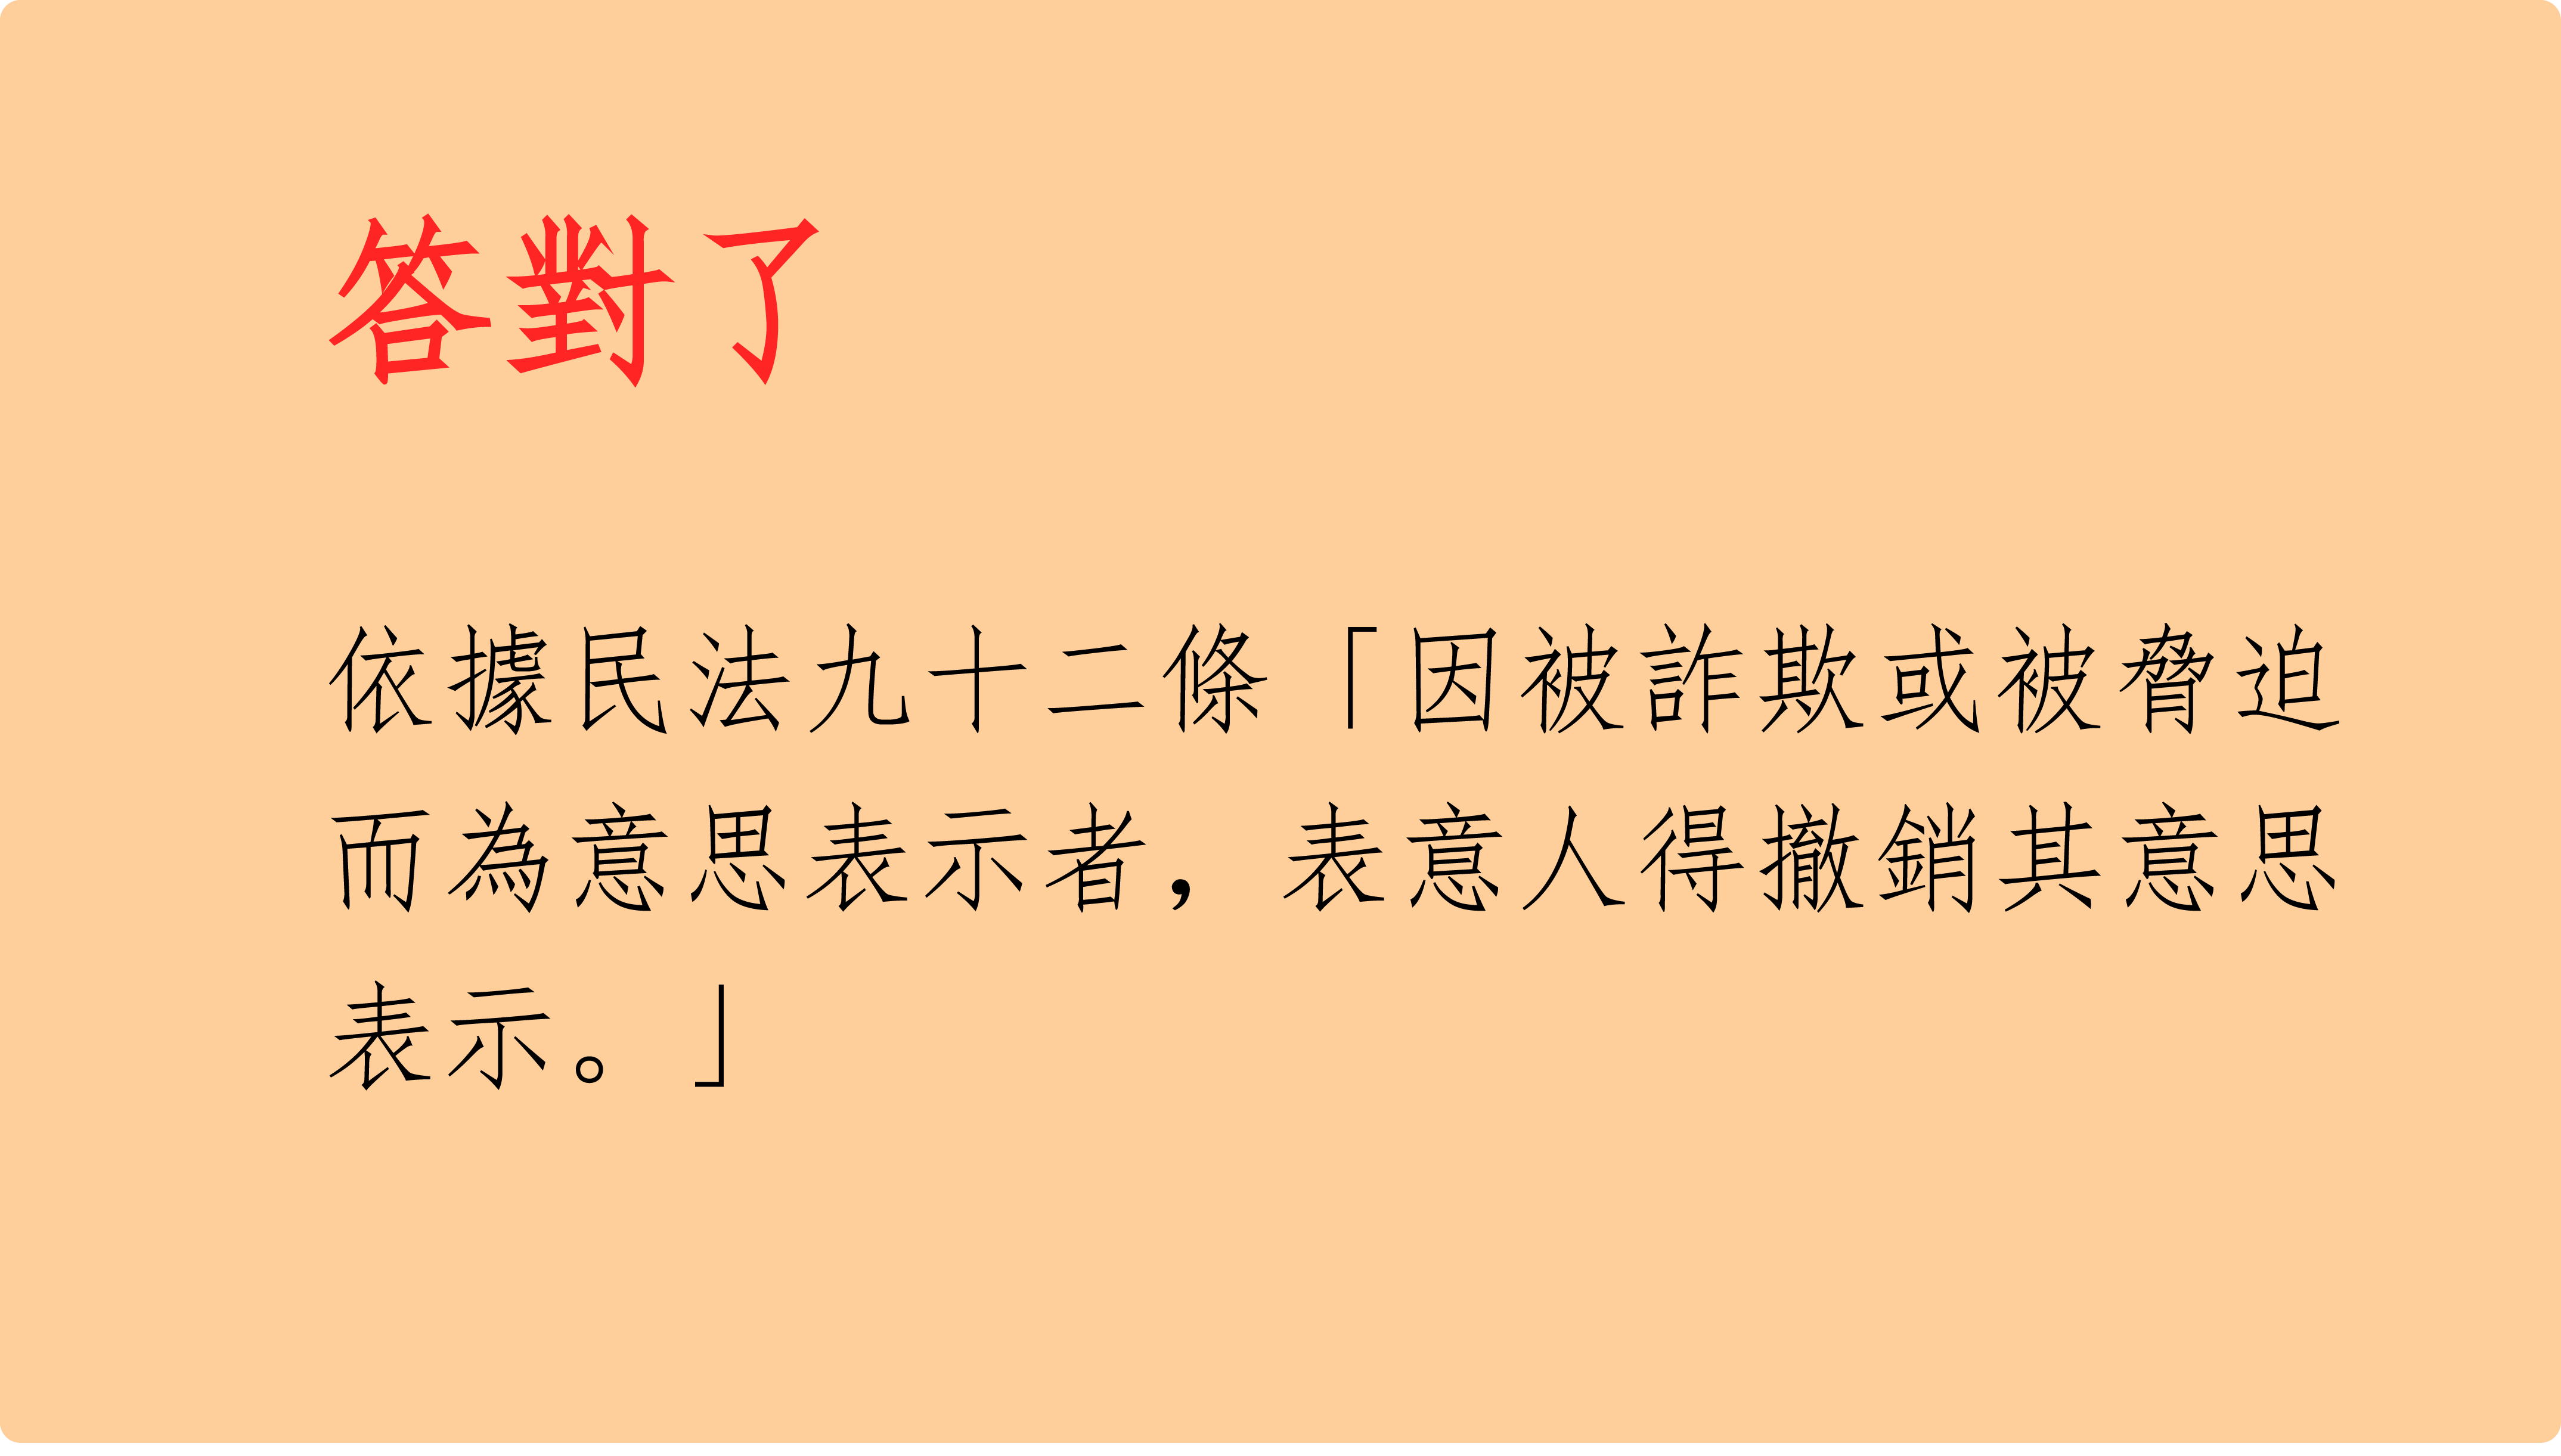 答對了
依據民法九十二條「因被詐欺或被脅迫
而為意思表示者，表意人得撤銷其意思
表示。」